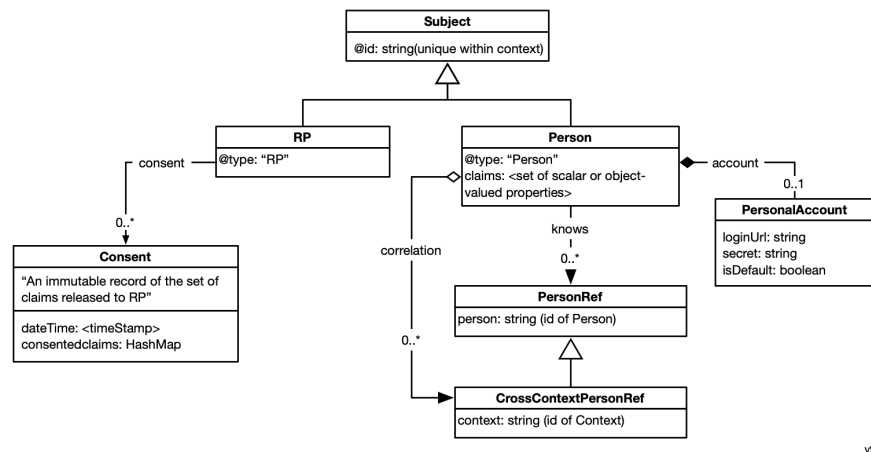 Subject
@id: string(unique within context)
RP
@type: “RP”
Person
@type: “Person”
claims: <set of scalar or object-
valued properties>
consent
account
0..*
0..1
knows
correlation
0..*
0..*
Consent
“An immutable record of the set of
claims released to RP”
dateTime: <timeStamp>
consentedclaims: HashMap
PersonalAccount
loginUrl: string
secret: string
isDefault: boolean
PersonRef
person: string (id of Person)
CrossContextPersonRef
context: string (id of Context)